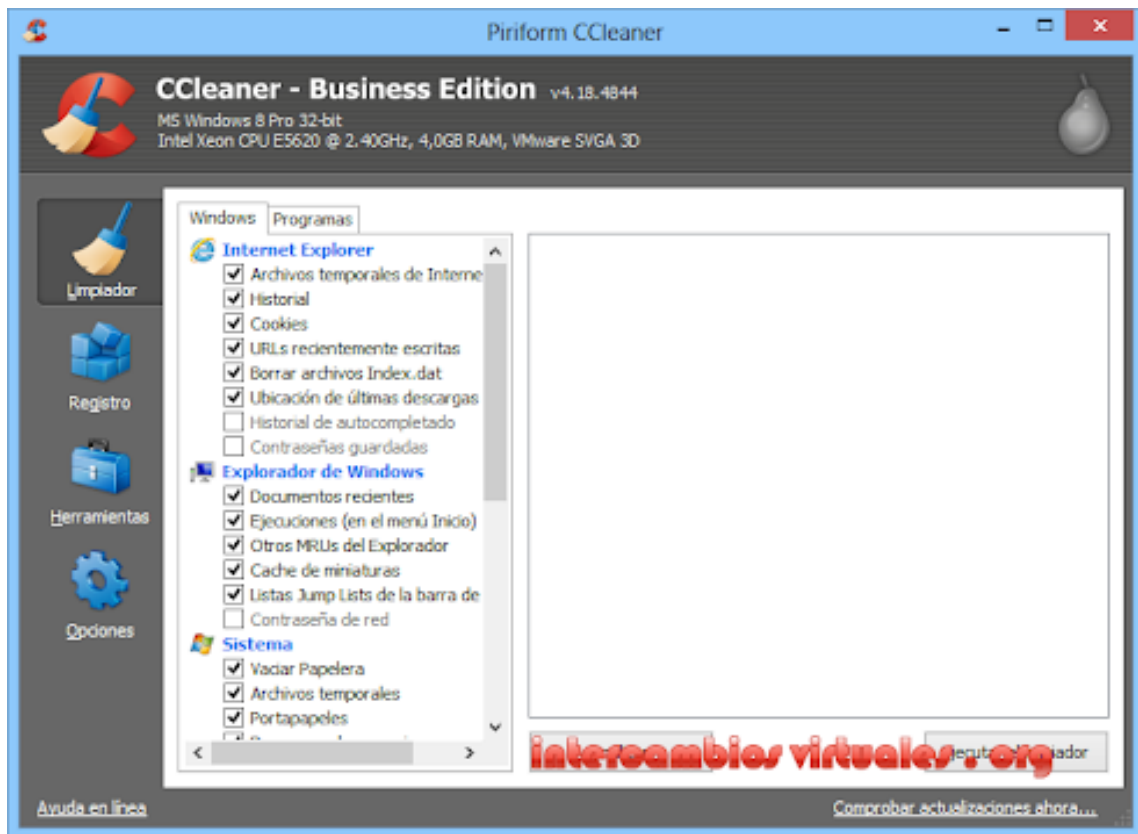 Piriform CCleaner
CCleaner - Business Edition v4.18.4844
MS Windows 8 Pro 32-bit
Intel Xeon CPU E5620 @ 2.40GHz, 4,0GB RAM, VMware SVGA 3D
Limpiador
Registro
Herramientas
Opciones
Windows
Programas
Internet Explorer
Archivos temporales de Interne
Historial
Cookies
URLs recientemente escritas
Borrar archivos Index.dat
Ubicación de últimas descargas
Historial de autocompletado
Contraseñas guardadas
Explorador de Windows
Documentos recientes
Ejecuciones (en el menú Inicio)
Otros MRUs del Explorador
Cache de miniaturas
Listas Jump Lists de la barra de
Contraseña de red
Sistema
Vaciar Papelera
Archivos temporales
Portapapeles
intercambios virtuales . org
Ayuda en línea
Comprobar actualizaciones ahora...